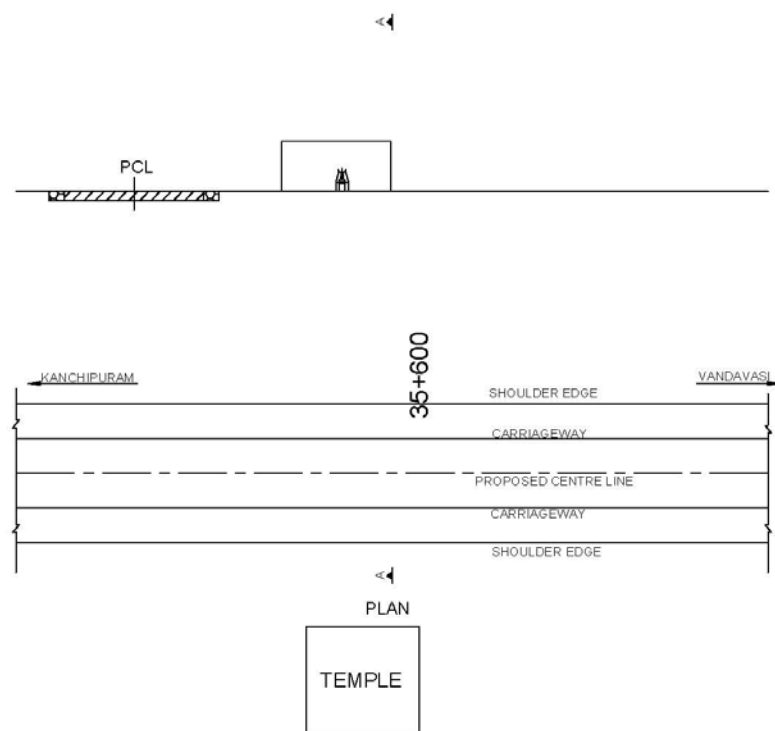 A
PCL
35+600
KANCHIPURAM
VANDAVASI
SHOULDER EDGE
CARRIAGEWAY
PROPOSED CENTRE LINE
CARRIAGEWAY
SHOULDER EDGE
A
PLAN
TEMPLE